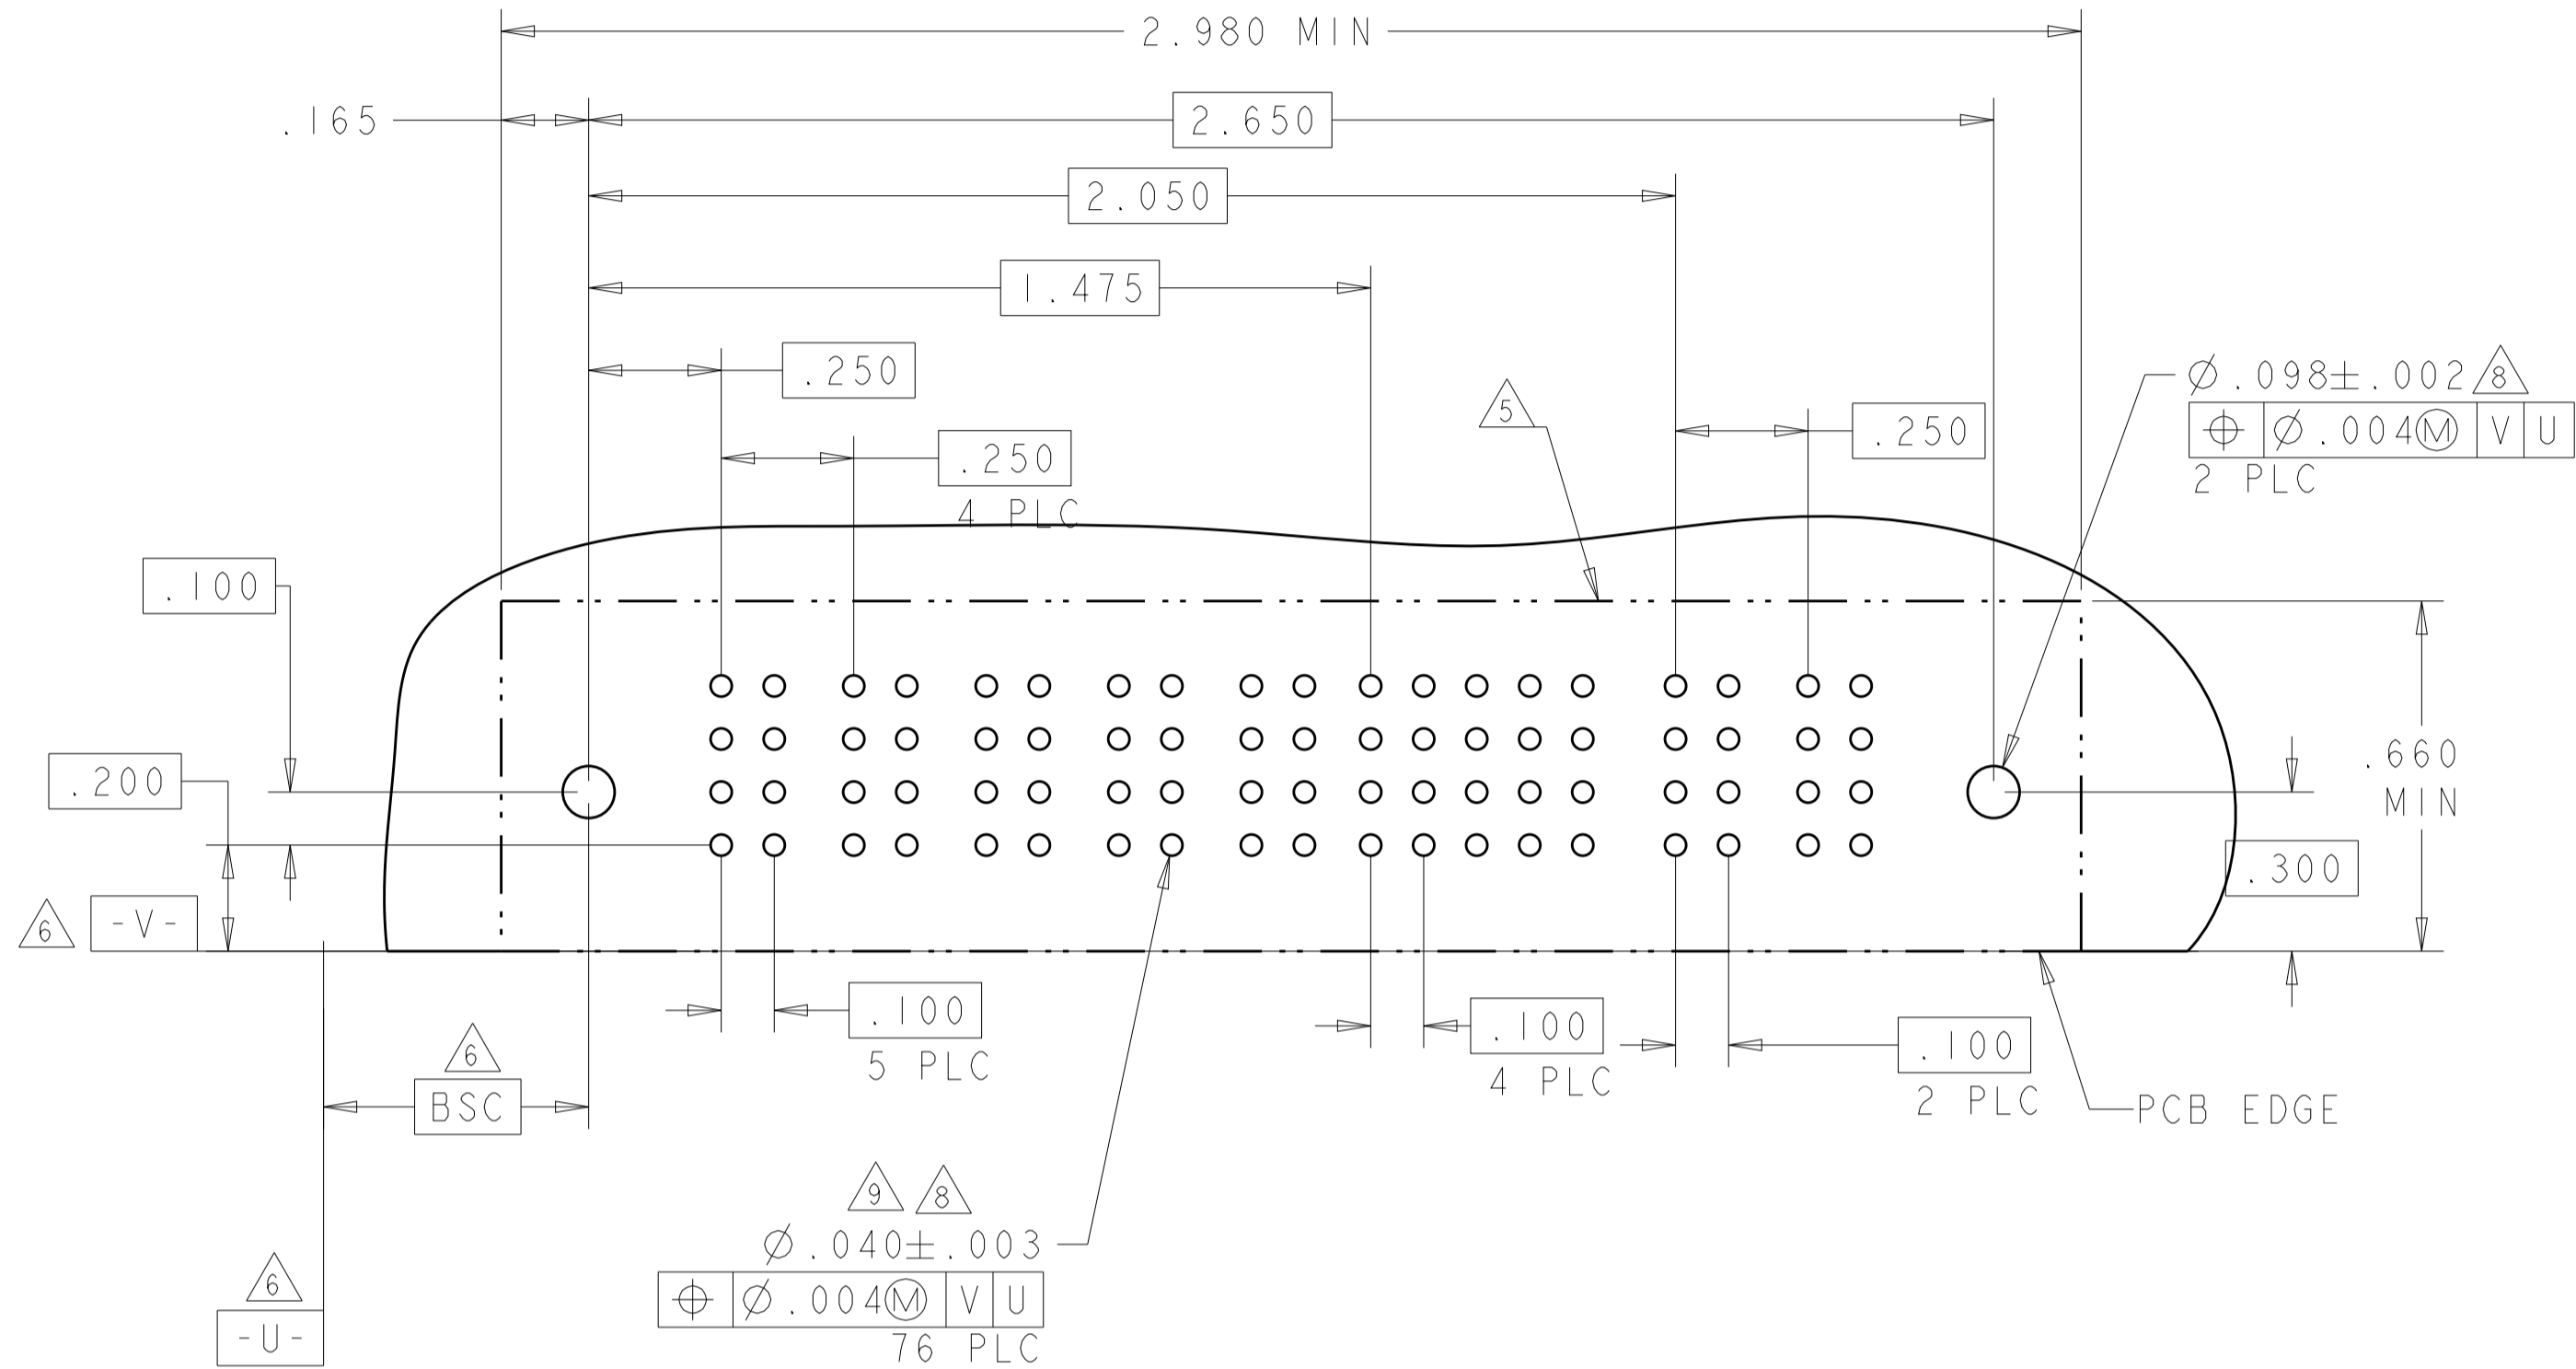 2.980 MIN
.165
2.650
2.050
1.475
.250
.250
4 PLC
5
.250
Ø.098±.002 8
⌖ Ø.004Ⓜ V U
2 PLC
.100
.200
.660
MIN
.300
6 -V-
.100
5 PLC
.100
4 PLC
.100
2 PLC
6
BSC
PCB EDGE
9 8
Ø.040±.003
⌖ Ø.004Ⓜ V U
76 PLC
6
-U-